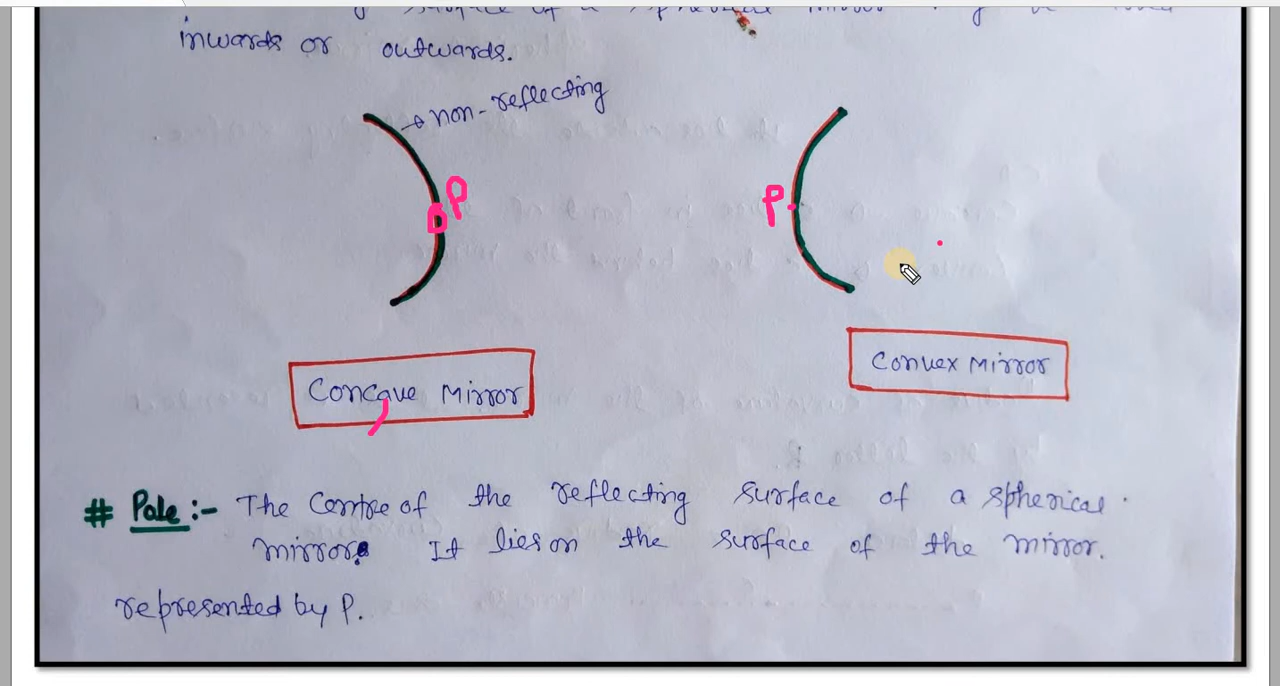 inwards or outwards.
→ non-reflecting
P
P
Concave Mirror
Convex Mirror
# Pole :- The Centre of the reflecting surface of a spherical
mirror. It lies on the surface of the mirror.
represented by P.